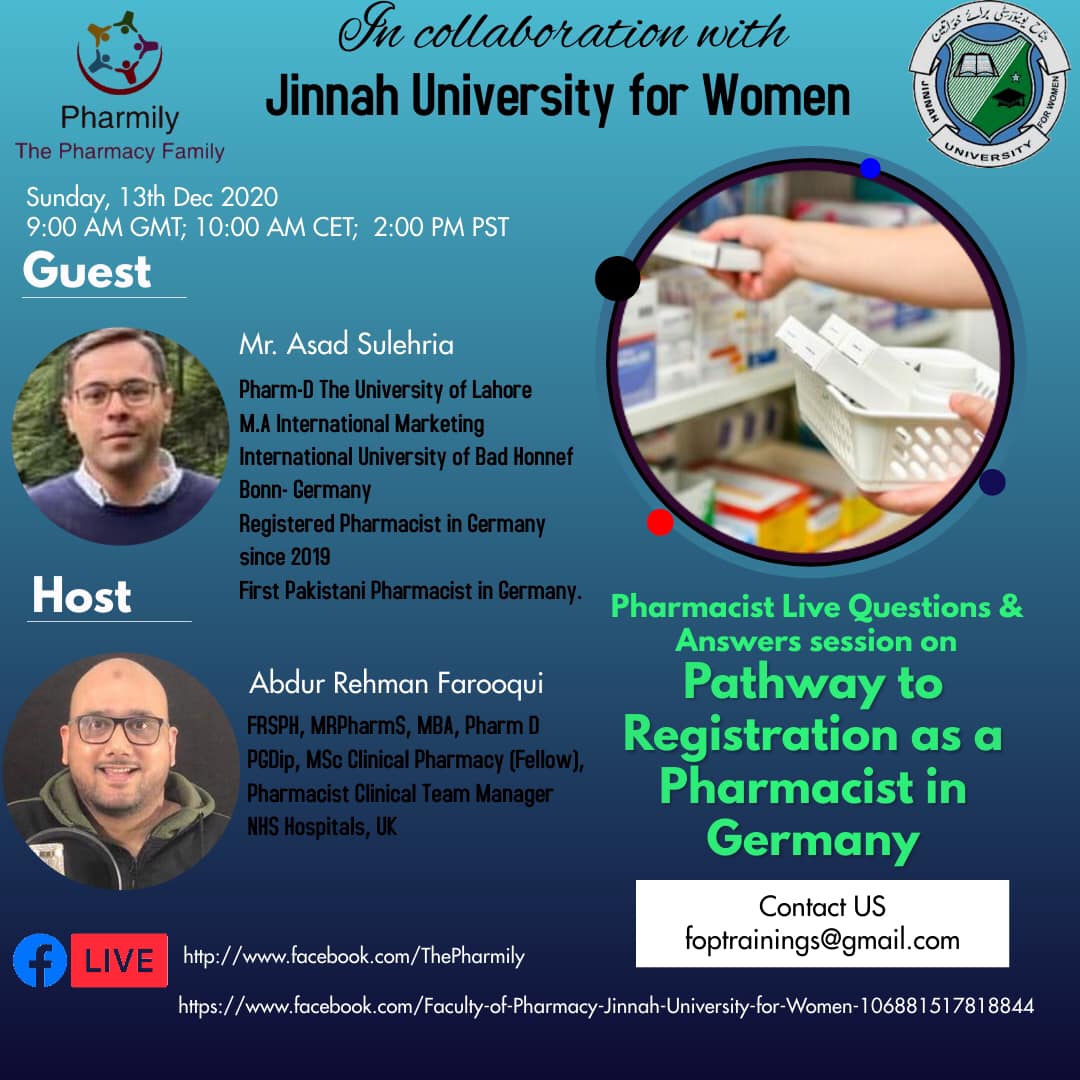 In collaboration with
Jinnah University for Women
Pharmily
The Pharmacy Family
جناح یونیورسٹی برائے خواتین
JINNAH
UNIVERSITY
FOR WOMEN
Sunday, 13th Dec 2020
9:00 AM GMT; 10:00 AM CET; 2:00 PM PST
Guest
Mr. Asad Sulehria
Pharm-D The University of Lahore
M.A International Marketing
International University of Bad Honnef
Bonn- Germany
Registered Pharmacist in Germany
since 2019
First Pakistani Pharmacist in Germany.
Host
Abdur Rehman Farooqui
FRSPH, MRPharmS, MBA, Pharm D
PGDip, MSc Clinical Pharmacy (Fellow),
Pharmacist Clinical Team Manager
NHS Hospitals, UK
Pharmacist Live Questions &
Answers session on
Pathway to
Registration as a
Pharmacist in
Germany
Contact US
foptrainings@gmail.com
LIVE
http://www.facebook.com/ThePharmily
https://www.facebook.com/Faculty-of-Pharmacy-Jinnah-University-for-Women-106881517818844